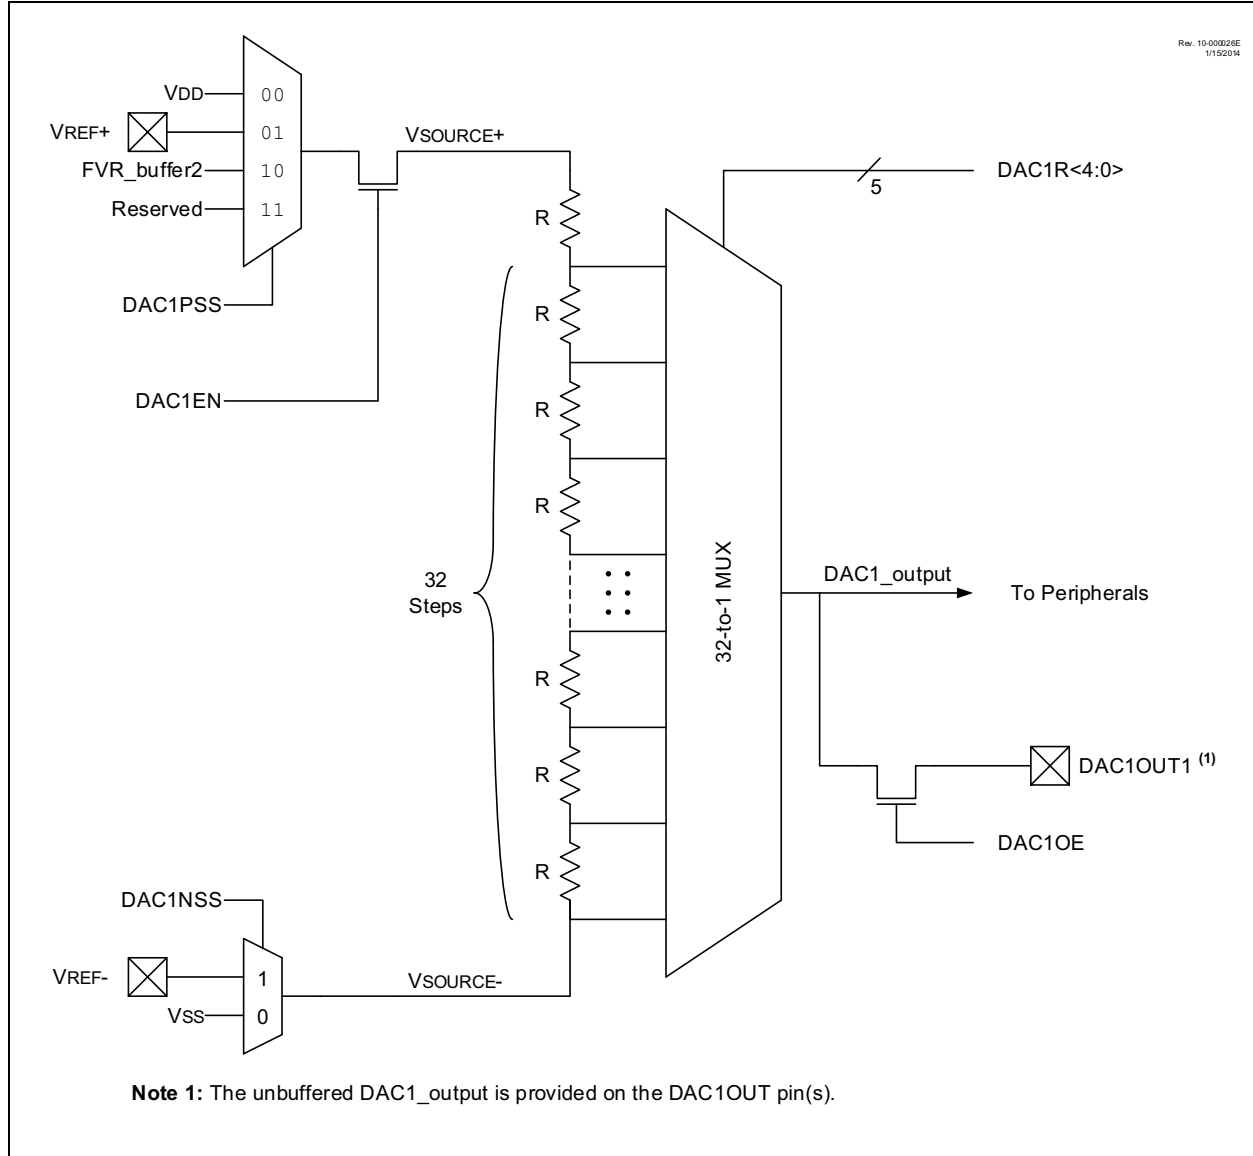 Rev. 10-000026E
1/15/2014
VDD
00
VREF+
01
VSOURCE+
FVR_buffer2
10
DAC1R<4:0>
5
Reserved
11
R
DAC1PSS
R
DAC1EN
R
R
32-to-1 MUX
32
Steps
DAC1_output
To Peripherals
R
R
DAC1OUT1 (1)
DAC1OE
R
DAC1NSS
VREF-
1
VSOURCE-
VSS
0
Note 1: The unbuffered DAC1_output is provided on the DAC1OUT pin(s).